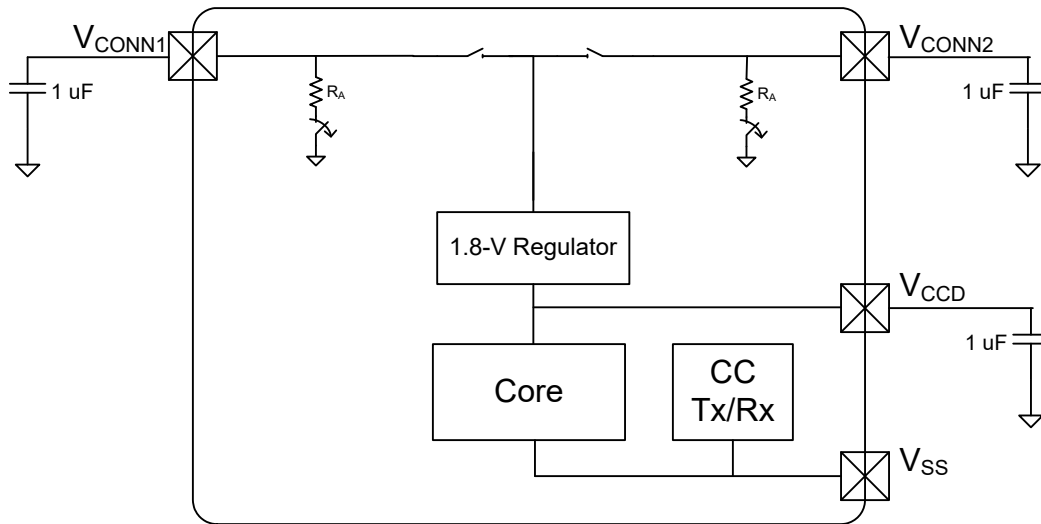 VCONN1
VCONN2
1 uF
RA
RA
1 uF
1.8-V Regulator
VCCD
1 uF
Core
CC
Tx/Rx
VSS